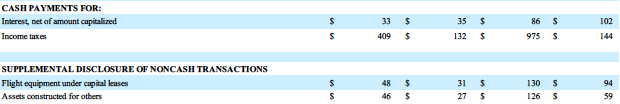 CASH PAYMENTS FOR:
Interest, net of amount capitalized $ 33 $ 35 $ 86 $ 102
Income taxes $ 409 $ 132 $ 975 $ 144
SUPPLEMENTAL DISCLOSURE OF NONCASH TRANSACTIONS
Flight equipment under capital leases $ 48 $ 31 $ 130 $ 94
Assets constructed for others $ 46 $ 27 $ 126 $ 59